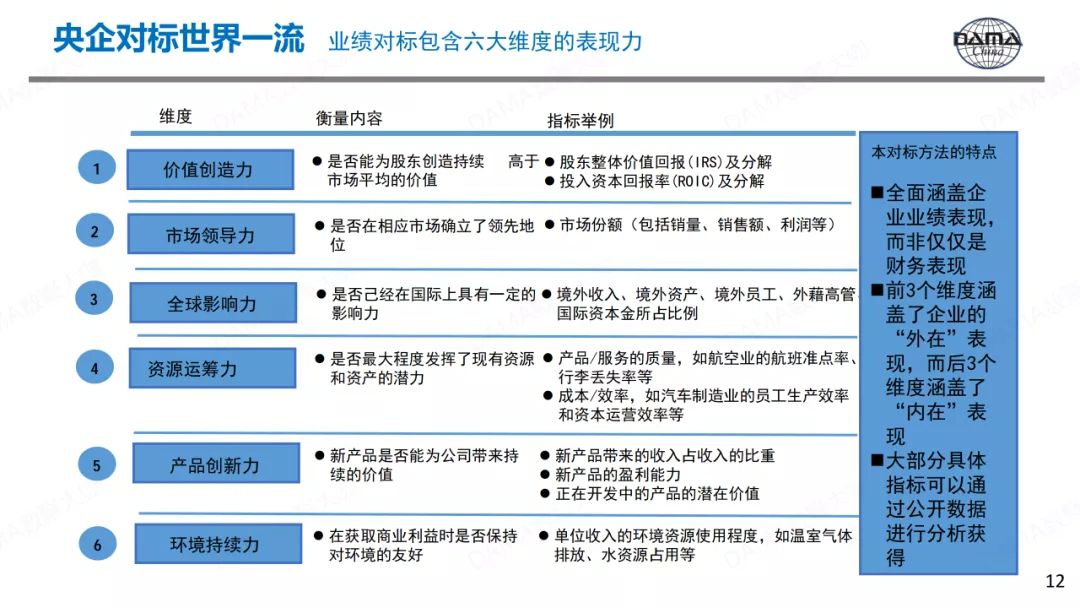 央企对标世界一流 业绩对标包含六大维度的表现力
DAMA
China
维度 衡量内容 指标举例
1 价值创造力
●是否能为股东创造持续 高于
市场平均的价值
●股东整体价值回报(IRS)及分解
●投入资本回报率(ROIC)及分解
2 市场领导力
●是否在相应市场确立了领先地
位
●市场份额（包括销量、销售额、利润等）
3 全球影响力
●是否已经在国际上具有一定的
影响力
●境外收入、境外资产、境外员工、外藉高管、
国际资本金所占比例
4 资源运筹力
●是否最大程度发挥了现有资源
和资产的潜力
●产品/服务的质量，如航空业的航班准点率、
行李丢失率等
●成本/效率，如汽车制造业的员工生产效率
和资本运营效率等
5 产品创新力
●新产品是否能为公司带来持
续的价值
●新产品带来的收入占收入的比重
●新产品的盈利能力
●正在开发中的产品的潜在价值
6 环境持续力
●在获取商业利益时是否保持
对环境的友好
●单位收入的环境资源使用程度，如温室气体
排放、水资源占用等
本对标方法的特点
■全面涵盖企
业业绩表现，
而非仅仅是
财务表现
■前3个维度涵
盖了企业的
“外在”表
现，而后3个
维度涵盖了
“内在”表
现
■大部分具体
指标可以通
过公开数据
进行分析获
得
12